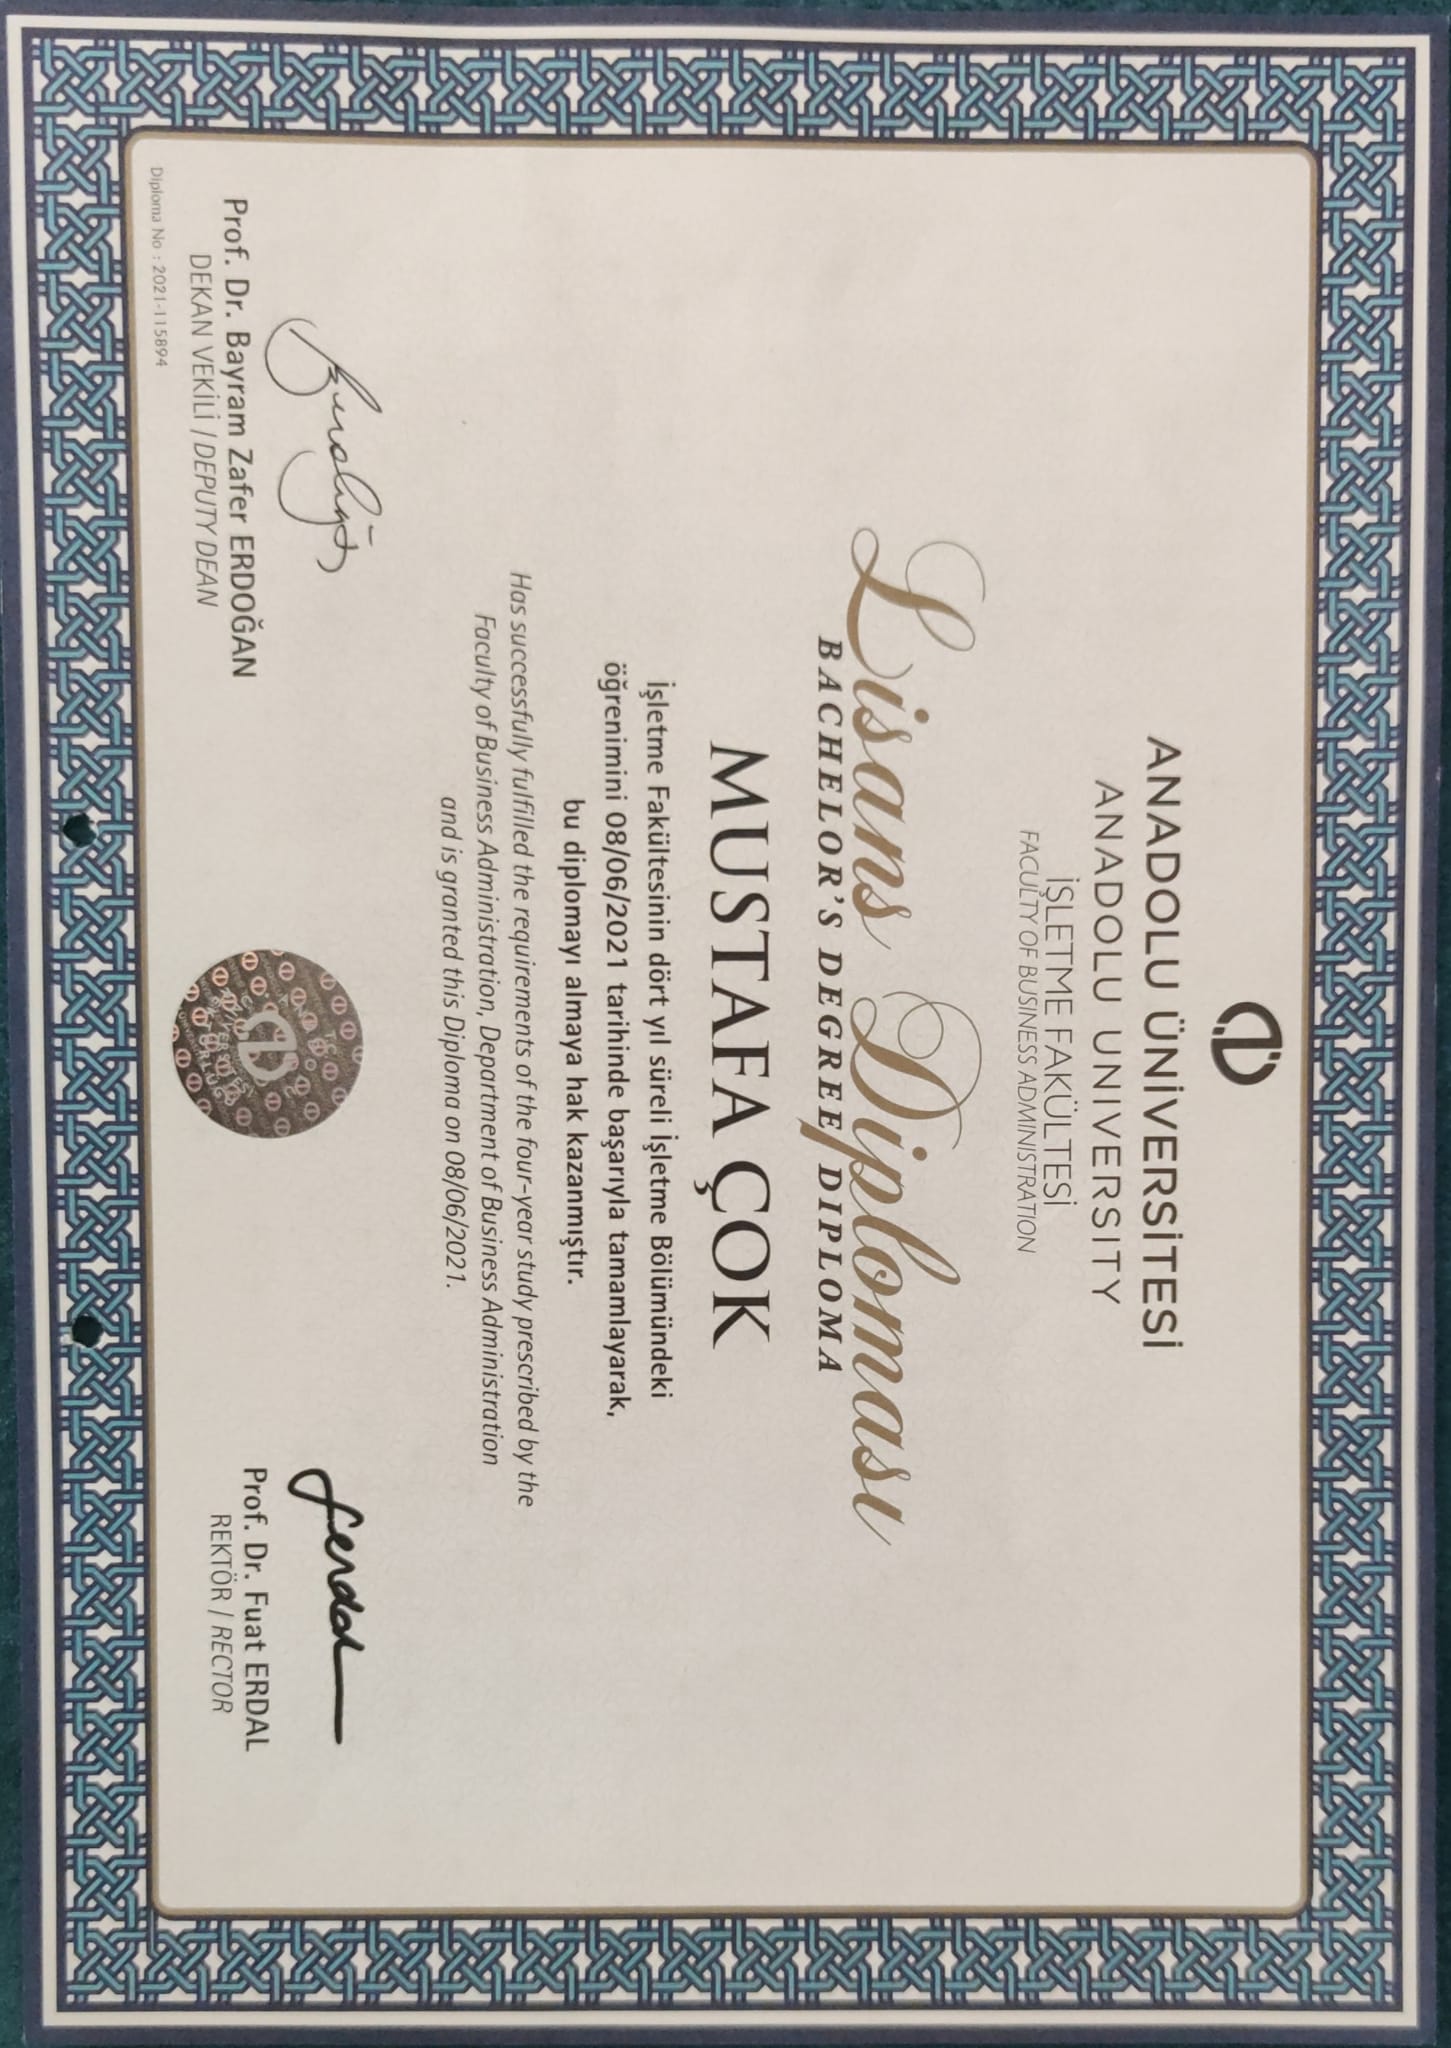 ANADOLU ÜNİVERSİTESİ
ANADOLU UNIVERSITY
İŞLETME FAKÜLTESİ
FACULTY OF BUSINESS ADMINISTRATION
Lisans Diploması
BACHELOR'S DEGREE DIPLOMA
MUSTAFA ÇOK
İşletme Fakültesinin dört yıl süreli İşletme Bölümündeki
öğrenimini 08/06/2021 tarihinde başarıyla tamamlayarak,
bu diplomayı almaya hak kazanmıştır.
Has successfully fulfilled the requirements of the four-year study prescribed by the
Faculty of Business Administration, Department of Business Administration
and is granted this Diploma on 08/06/2021.
Prof. Dr. Bayram Zafer ERDOĞAN
DEKAN VEKİLİ / DEPUTY DEAN
Prof. Dr. Fuat ERDAL
REKTÖR / RECTOR
Diploma No : 2021-115894